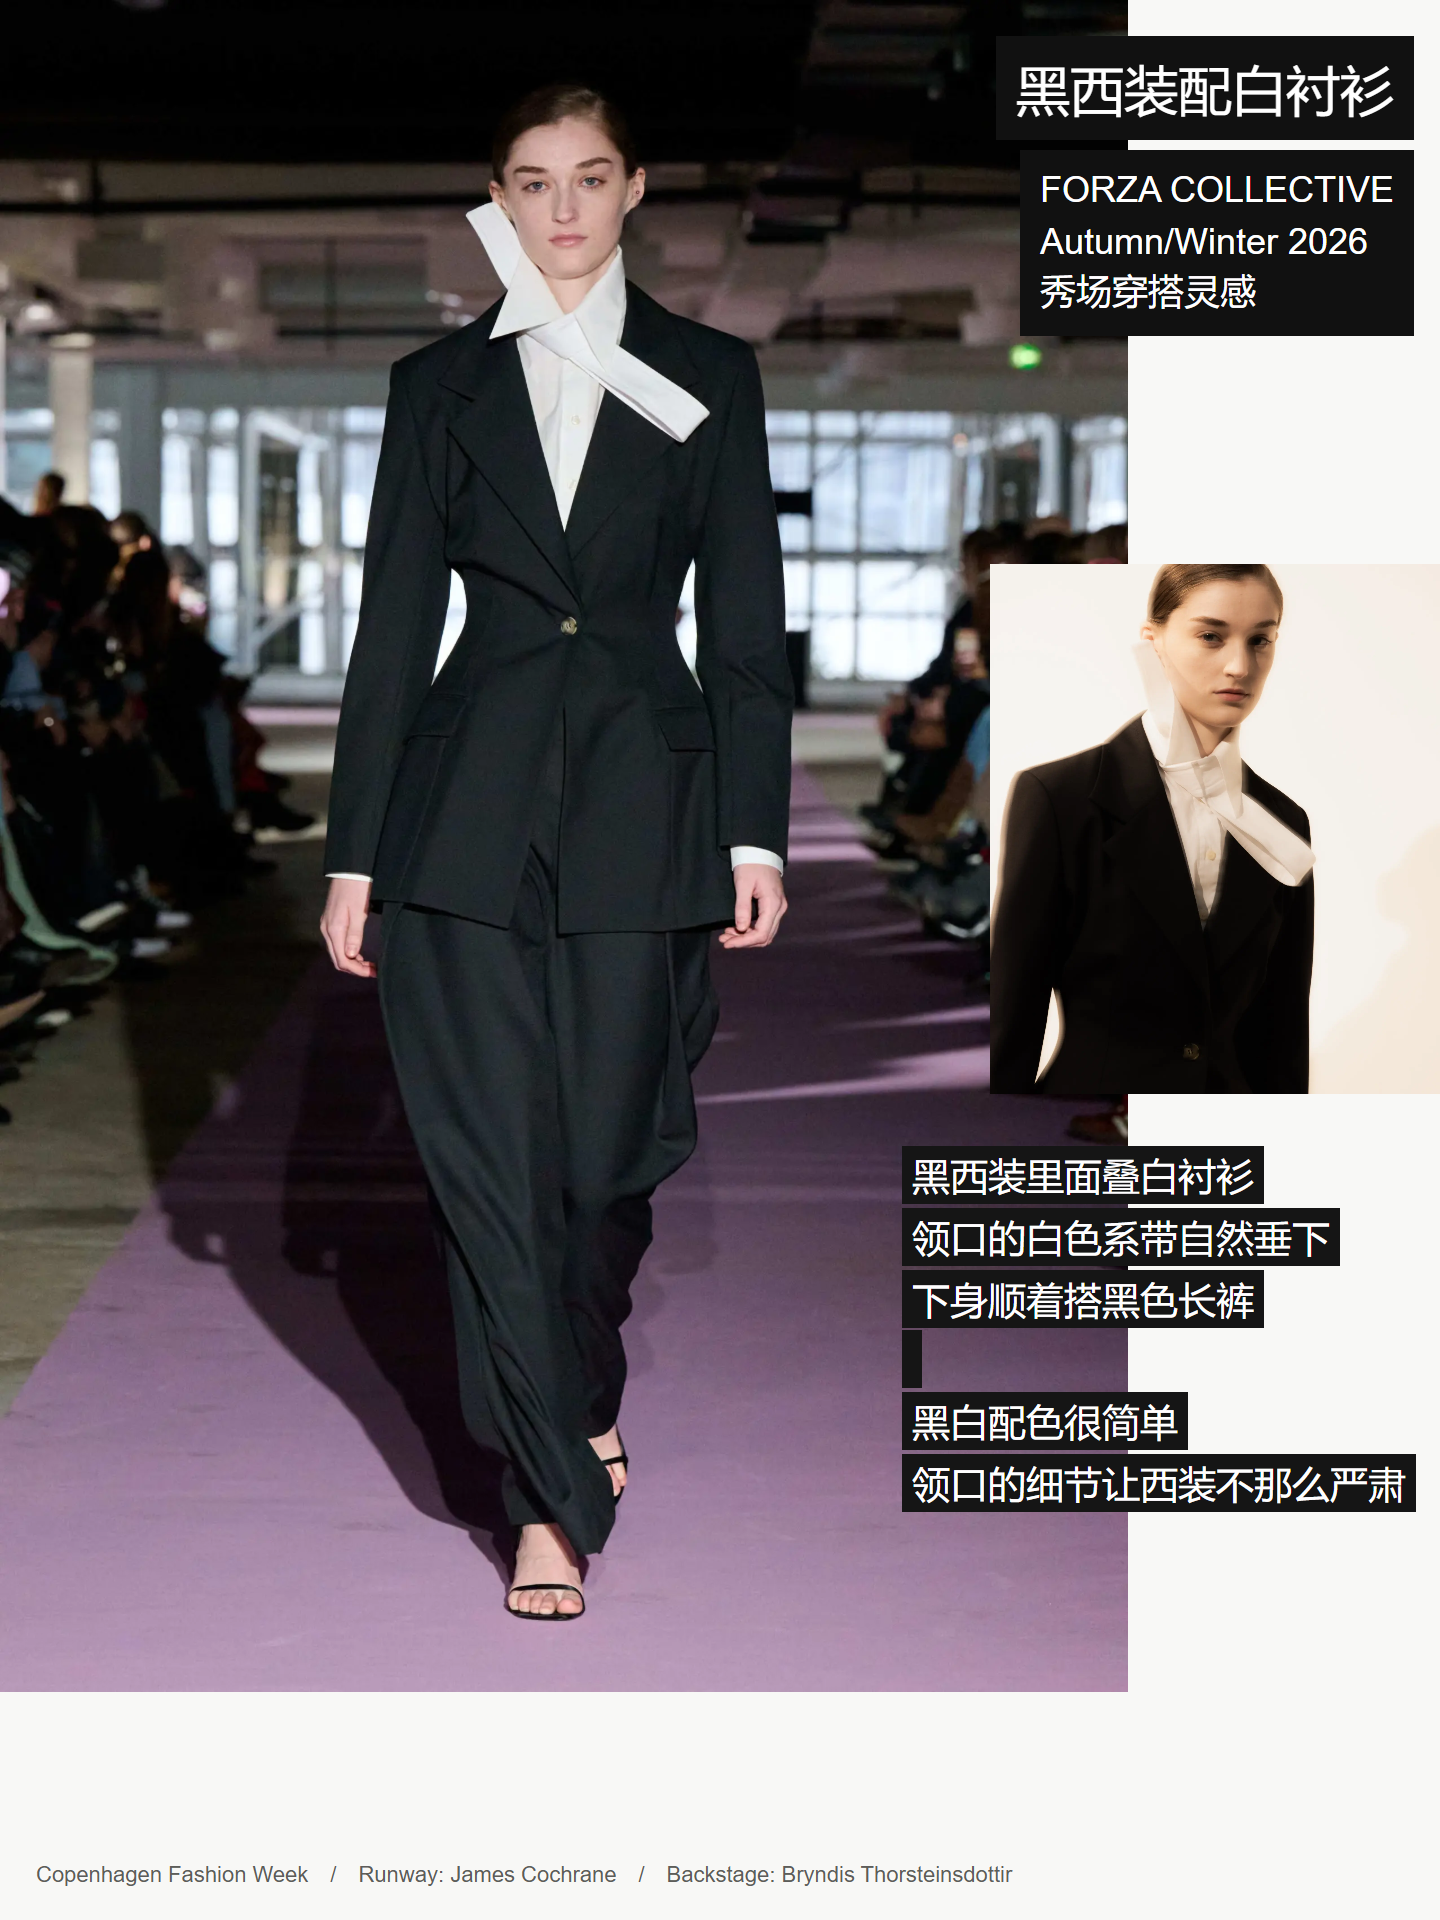 黑西装配白衬衫
FORZA COLLECTIVE
Autumn/Winter 2026
秀场穿搭灵感
黑西装里面叠白衬衫
领口的白色系带自然垂下
下身顺着搭黑色长裤
黑白配色很简单
领口的细节让西装不那么严肃
Copenhagen Fashion Week / Runway: James Cochrane / Backstage: Bryndis Thorsteinsdottir